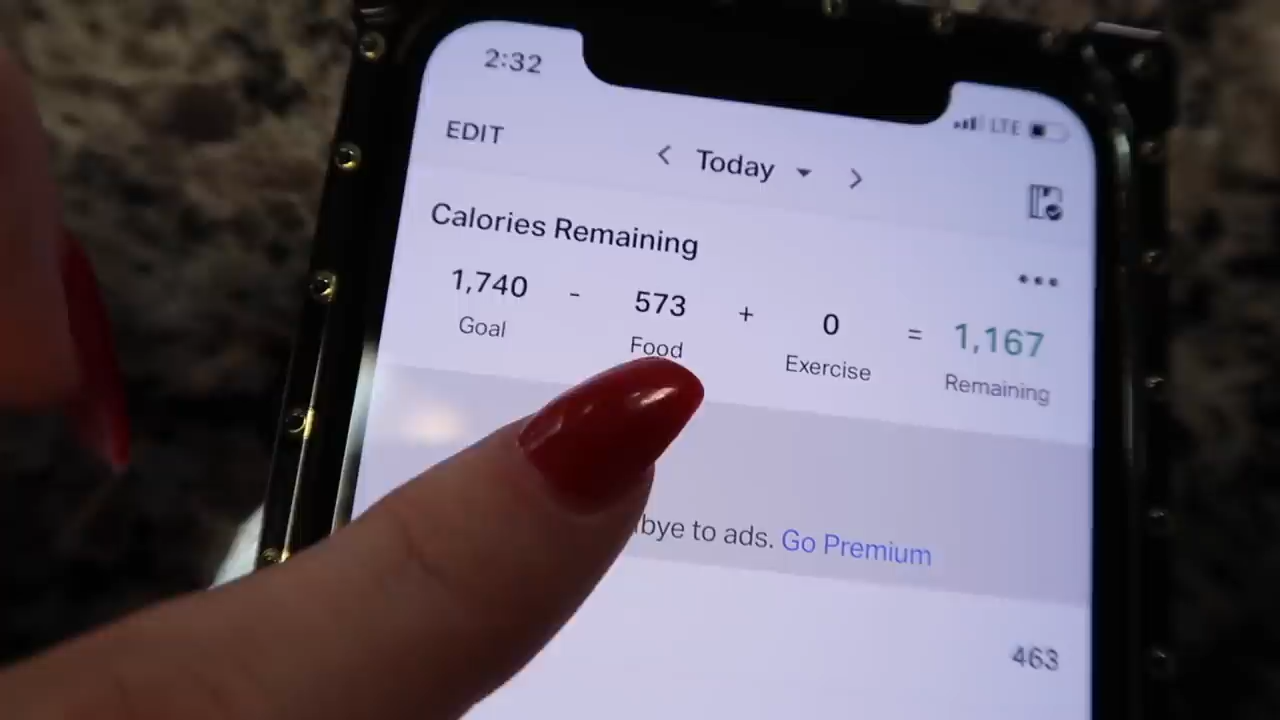 2:32
LTE
EDIT
< Today >
Calories Remaining
1,740 - 573 + 0 = 1,167
Goal Food Exercise Remaining
bye to ads. Go Premium
463